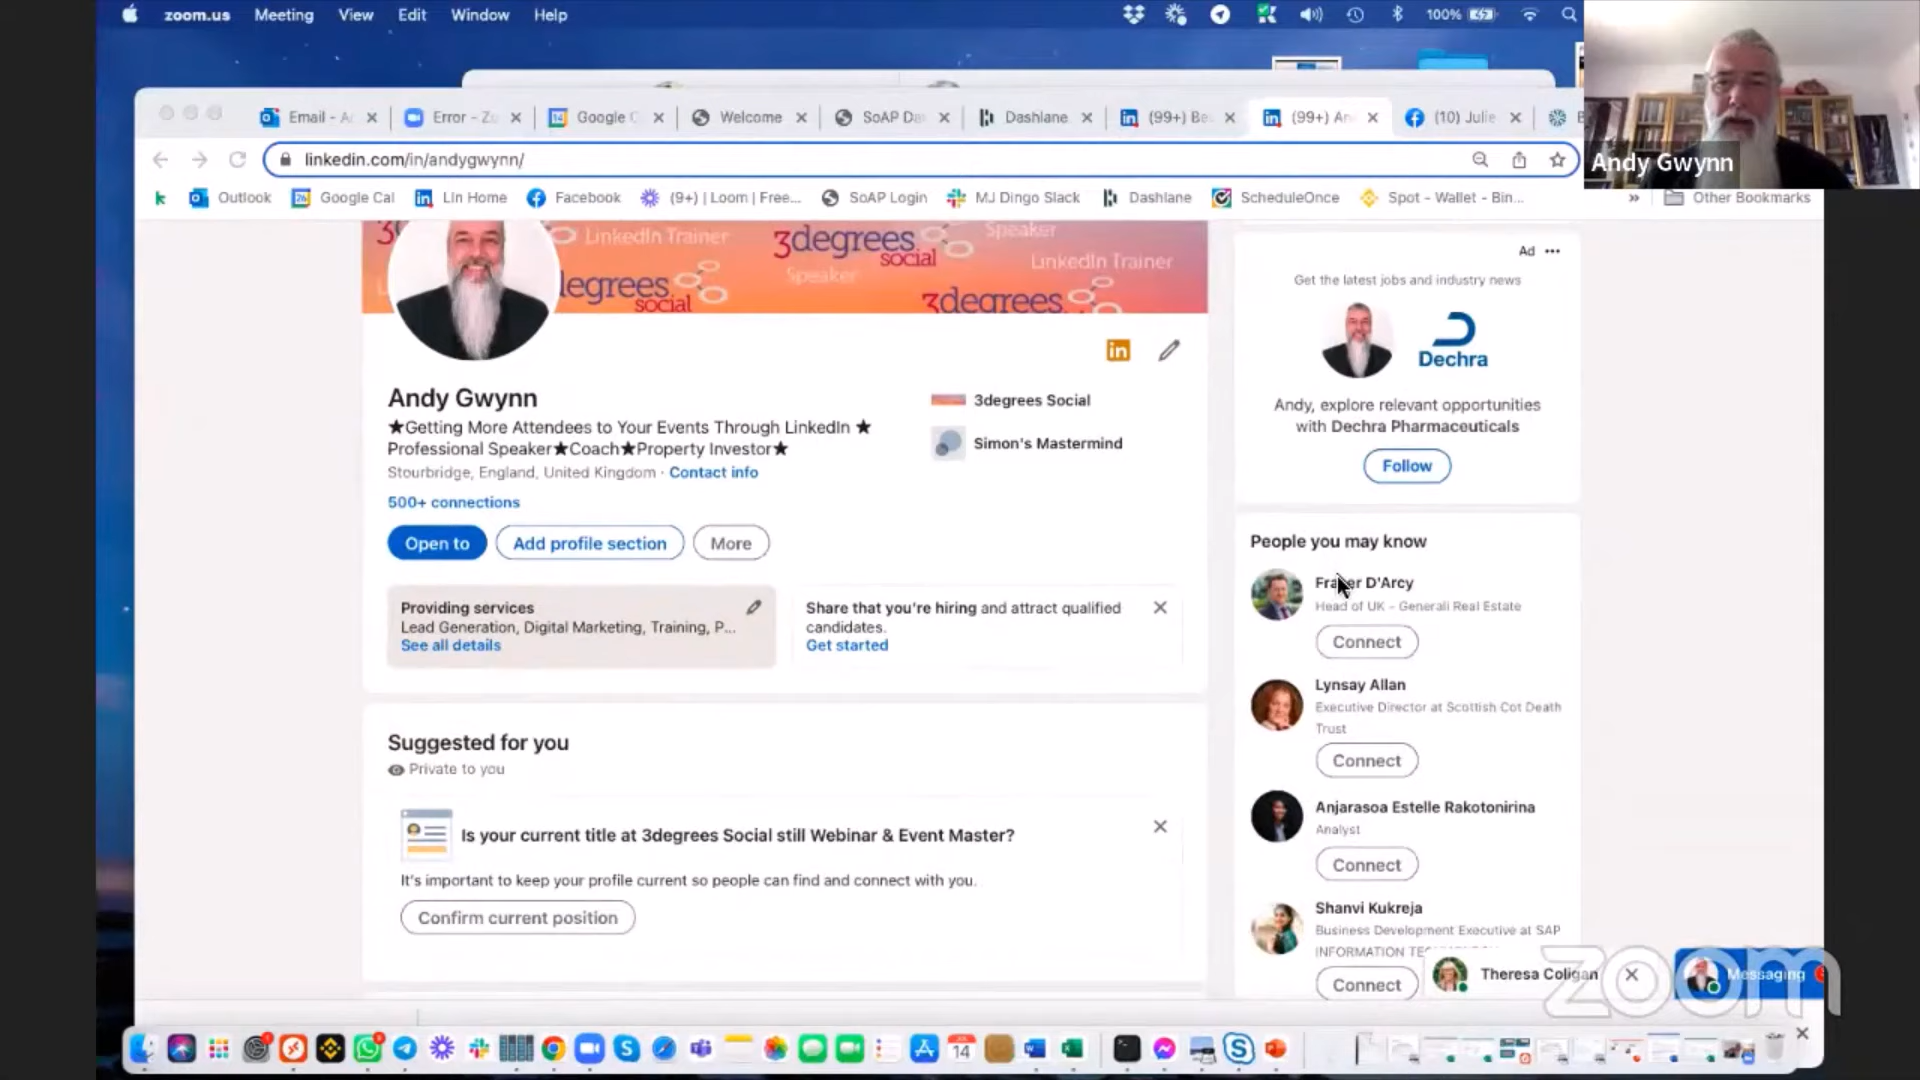 zoom.us Meeting View Edit Window Help
100%
Email - A
Error - Zo
Google C
Welcome
SoAP Da
Dashlane
(99+) Be
(99+) An
(10) Julie
linkedin.com/in/andygwynn/
Andy Gwynn
Outlook
Google Cal
Lin Home
Facebook
(9+) | Loom | Free...
SoAP Login
MJ Dingo Slack
Dashlane
ScheduleOnce
Spot - Wallet - Bin...
»
Other Bookmarks
LinkedIn Trainer
3degrees
social
Speaker
Speaker
LinkedIn Trainer
egrees
social
3degrees
Ad
Get the latest jobs and industry news
Dechra
Andy, explore relevant opportunities
with Dechra Pharmaceuticals
Follow
in
Andy Gwynn
★Getting More Attendees to Your Events Through LinkedIn ★
Professional Speaker★Coach★Property Investor★
Stourbridge, England, United Kingdom · Contact info
500+ connections
3degrees Social
Simon's Mastermind
Open to
Add profile section
More
Providing services
Lead Generation, Digital Marketing, Training, P...
See all details
Share that you're hiring and attract qualified
candidates.
Get started
People you may know
D'Arcy
Head of UK - Generali Real Estate
Connect
Lynsay Allan
Executive Director at Scottish Cot Death
Trust
Connect
Anjarasoa Estelle Rakotonirina
Analyst
Connect
Shanvi Kukreja
Business Development Executive at SAP
INFORMATION
Connect
Suggested for you
Private to you
Is your current title at 3degrees Social still Webinar & Event Master?
It's important to keep your profile current so people can find and connect with you.
Confirm current position
Theresa Coligan
Messaging
zoom
14